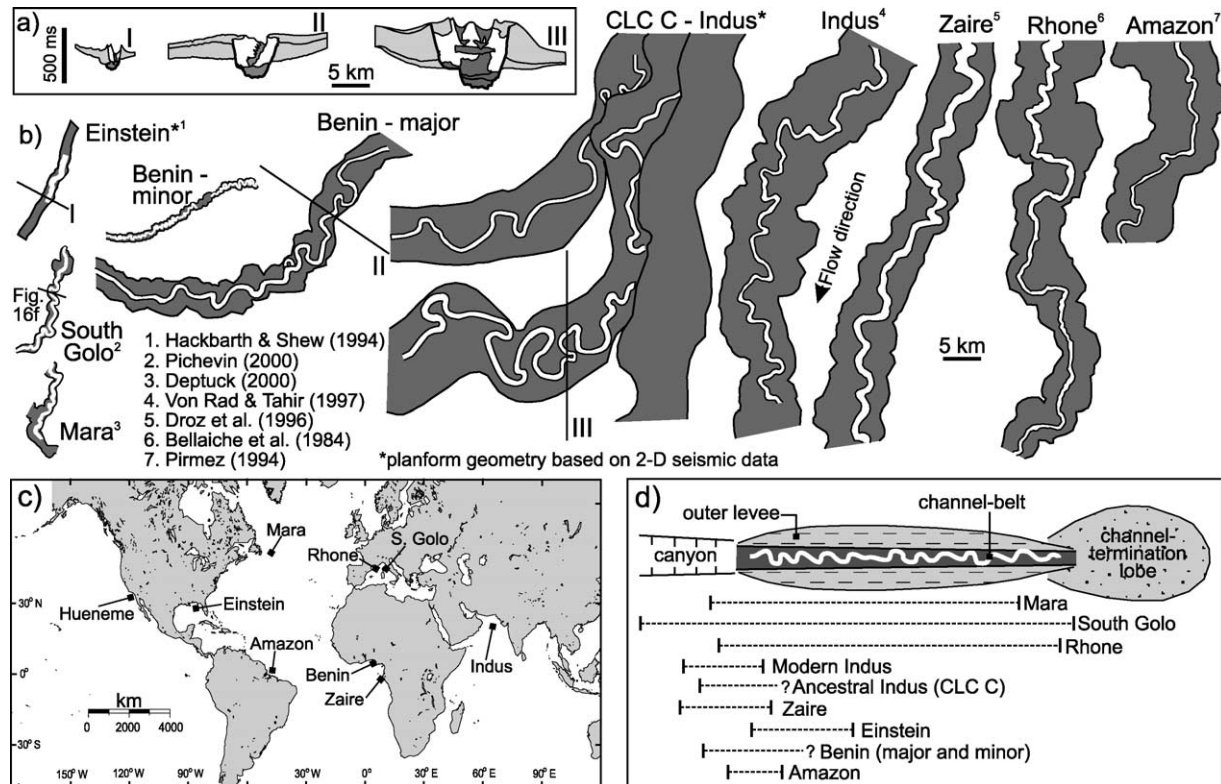 a)
500 ms
I
II
III
5 km
CLC C - Indus*
Indus4
Zaire5
Rhone6
Amazon7
b)
Einstein*1
I
Benin - minor
Benin - major
II
Fig. 16f
South
Golo2
Mara3
1. Hackbarth & Shew (1994)
2. Pichevin (2000)
3. Deptuck (2000)
4. Von Rad & Tahir (1997)
5. Droz et al. (1996)
6. Bellaiche et al. (1984)
7. Pirmez (1994)
III
Flow direction
5 km
*planform geometry based on 2-D seismic data
c)
Mara
Rhone
S. Golo
Hueneme
Einstein
Amazon
Benin
Zaire
Indus
km
0 2000 4000
30°N
0°
30°S
150°W
90°W
60°W
30°W
0°
30°E
60°E
90°E
d)
outer levee
channel-belt
canyon
channel-
termination
lobe
Mara
South Golo
Rhone
Modern Indus
?Ancestral Indus (CLC C)
Zaire
Einstein
? Benin (major and minor)
Amazon